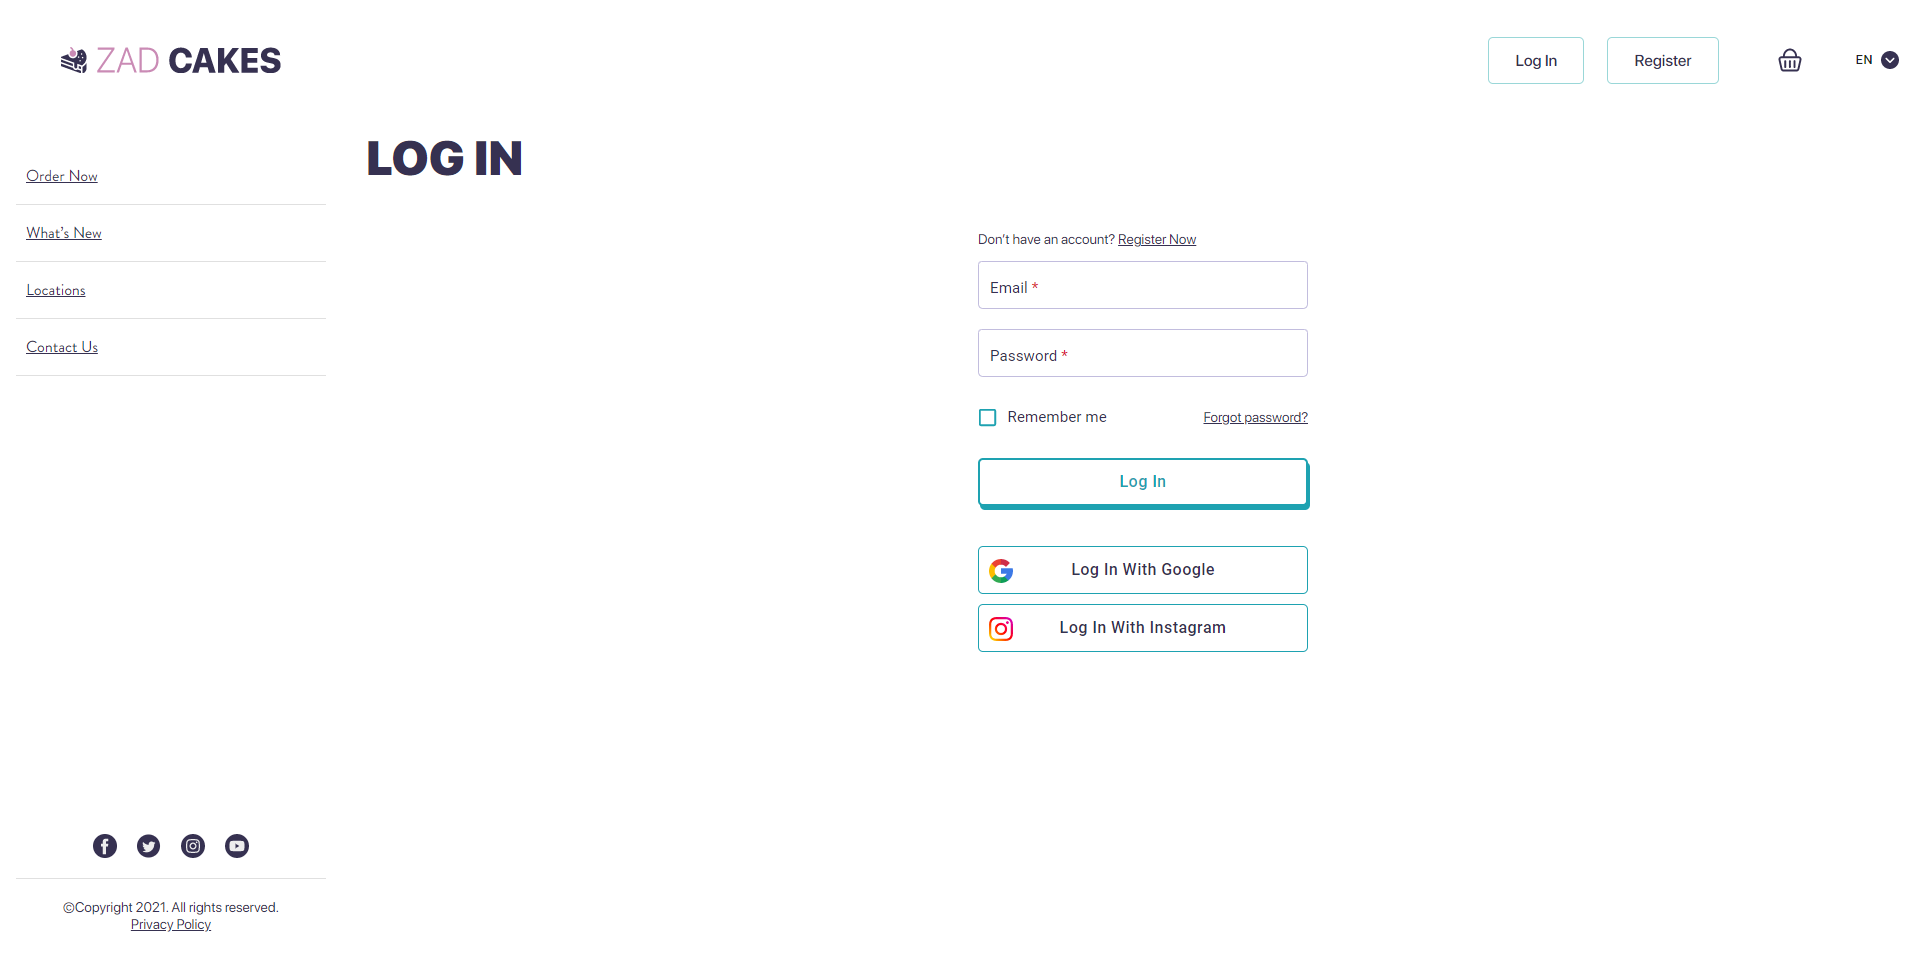 ZAD CAKES
Log In
Register
EN
Order Now
What's New
Locations
Contact Us
LOG IN
Don't have an account? Register Now
Email *
Password *
Remember me
Forgot password?
Log In
Log In With Google
Log In With Instagram
©Copyright 2021. All rights reserved.
Privacy Policy